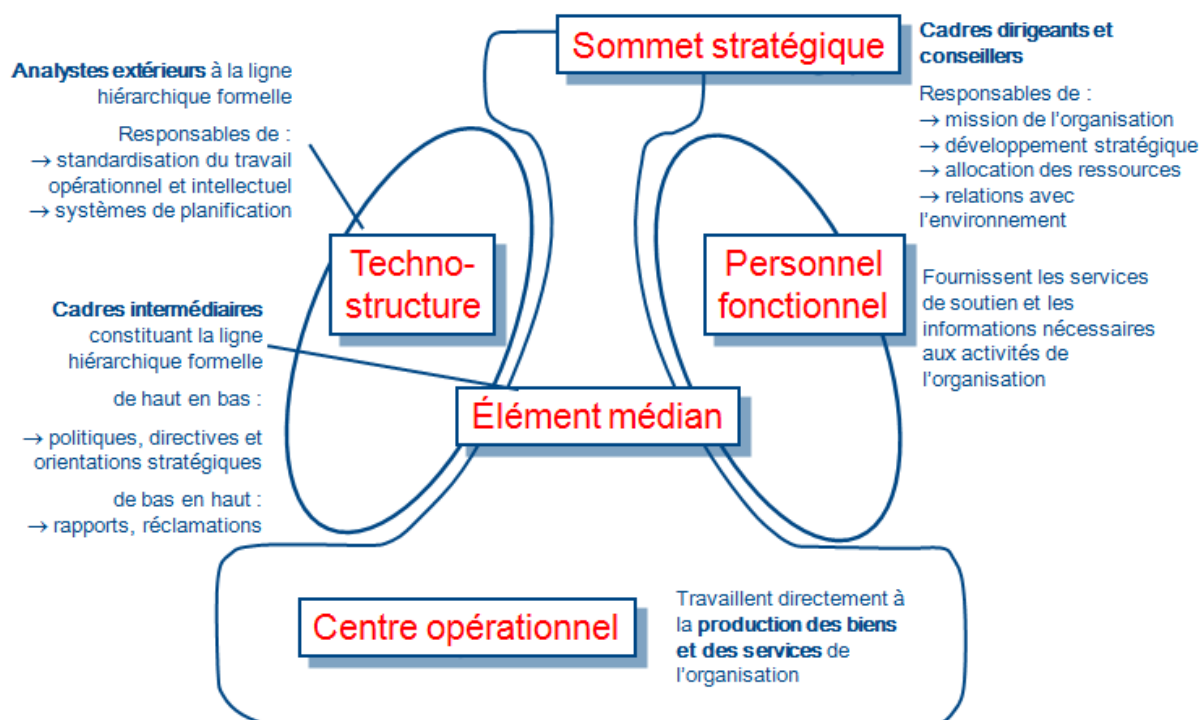 Sommet stratégique
Cadres dirigeants et
conseillers
Responsables de :
→ mission de l'organisation
→ développement stratégique
→ allocation des ressources
→ relations avec
l'environnement
Analystes extérieurs à la ligne
hiérarchique formelle
Responsables de :
→ standardisation du travail
opérationnel et intellectuel
→ systèmes de planification
Techno-
structure
Personnel
fonctionnel
Fournissent les services
de soutien et les
informations nécessaires
aux activités de
l'organisation
Cadres intermédiaires
constituant la ligne
hiérarchique formelle
de haut en bas :
→ politiques, directives et
orientations stratégiques
de bas en haut :
→ rapports, réclamations
Élément médian
Centre opérationnel
Travaillent directement à
la production des biens
et des services de
l'organisation